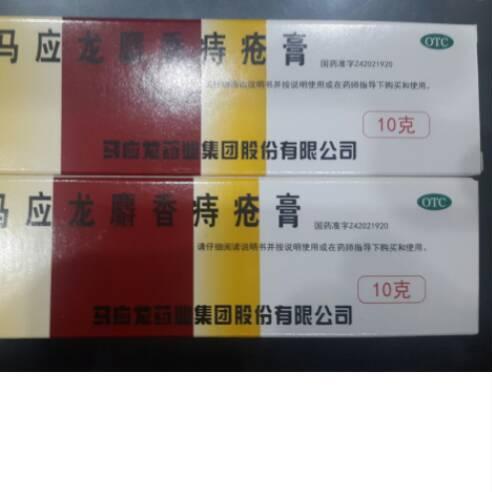 马应龙麝香痔疮膏
OTC
国药准字Z42021920
请仔细阅读说明书并按说明使用或在药师指导下购买和使用。
10克
马应龙药业集团股份有限公司
马应龙麝香痔疮膏
OTC
国药准字Z42021920
请仔细阅读说明书并按说明使用或在药师指导下购买和使用。
10克
马应龙药业集团股份有限公司